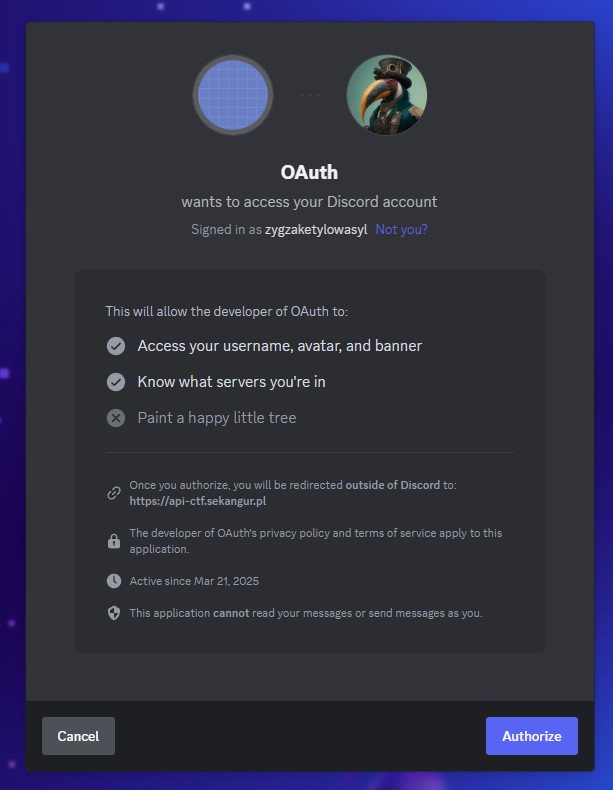 OAuth
wants to access your Discord account
Signed in as zygzaketylowasyl Not you?
This will allow the developer of OAuth to:
Access your username, avatar, and banner
Know what servers you're in
Paint a happy little tree
Once you authorize, you will be redirected outside of Discord to:
https://api-ctf.sekangur.pl
The developer of OAuth's privacy policy and terms of service apply to this
application.
Active since Mar 21, 2025
This application cannot read your messages or send messages as you.
Cancel
Authorize